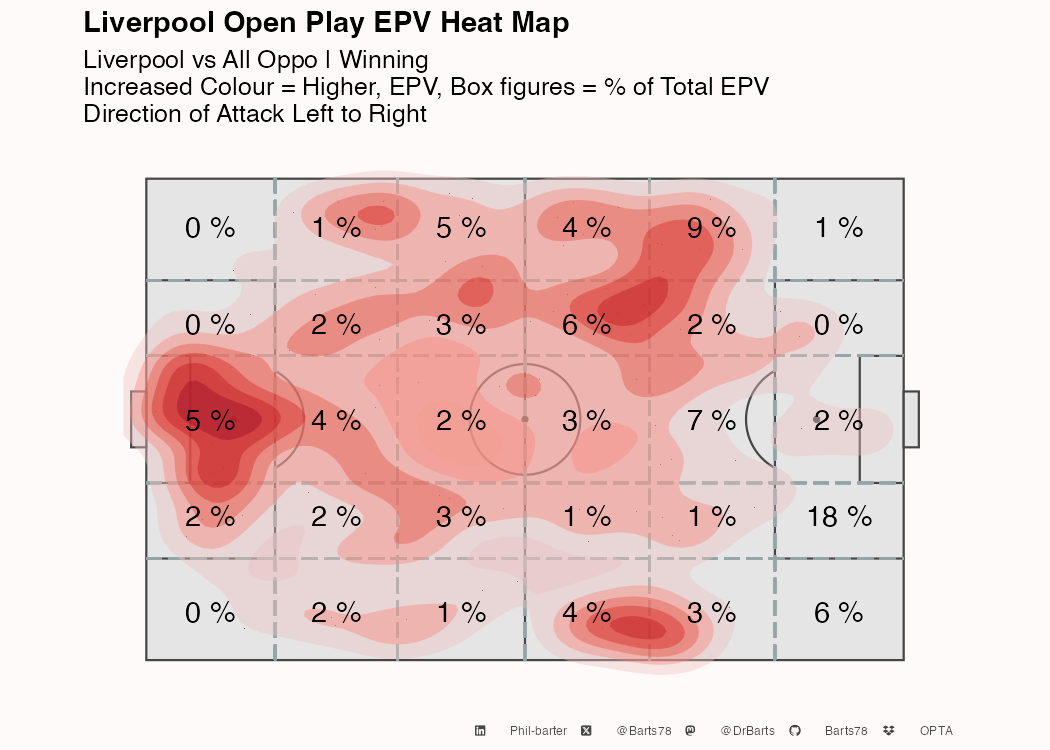 Liverpool Open Play EPV Heat Map
Liverpool vs All Oppo | Winning
Increased Colour = Higher, EPV, Box figures = % of Total EPV
Direction of Attack Left to Right
0 % 1 % 5 % 4 % 9 % 1 %
0 % 2 % 3 % 6 % 2 % 0 %
5 % 4 % 2 % 3 % 7 % 2 %
2 % 2 % 3 % 1 % 1 % 18 %
0 % 2 % 1 % 4 % 3 % 6 %
Phil-barter @Barts78 @DrBarts Barts78 OPTA